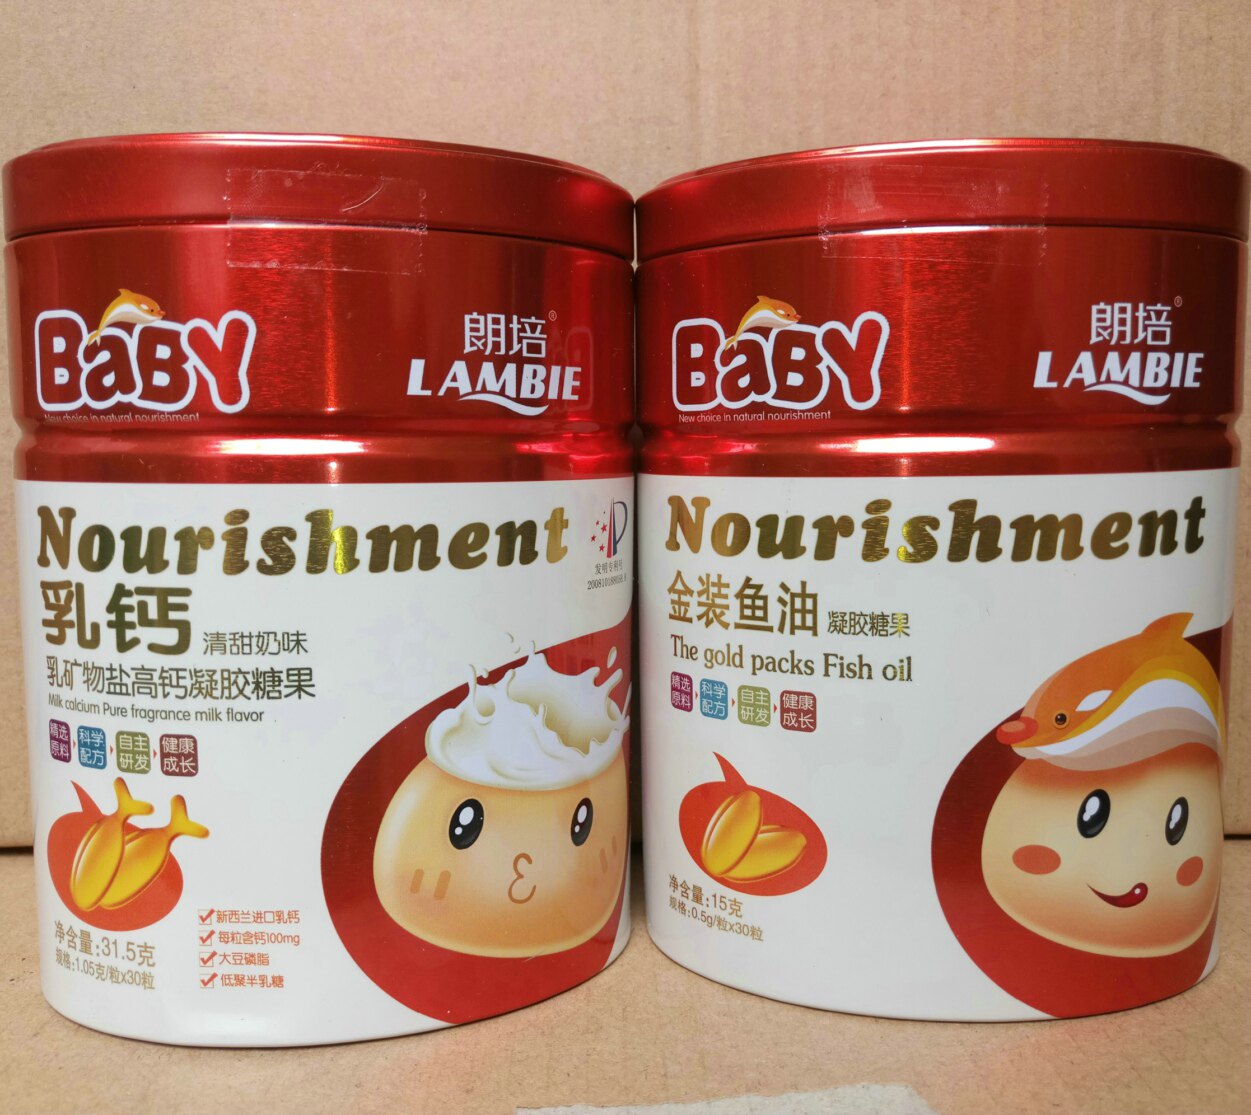 BaBY
New choice in natural nourishment
朗培®
LAMBIE
Nourishment
发明专利号
乳钙 清甜奶味
乳矿物盐高钙凝胶糖果
Milk calcium Pure fragrance milk flavor
精选原料
科学配方
自主研发
健康成长
净含量:31.5克
规格:1.05克/粒x30粒
新西兰进口乳钙
每粒含钙100mg
大豆磷脂
低聚半乳糖
BaBY
New choice in natural nourishment
朗培®
LAMBIE
Nourishment
金装鱼油 凝胶糖果
The gold packs Fish oil
精选原料
科学配方
自主研发
健康成长
净含量:15克
规格:0.5g/粒x30粒